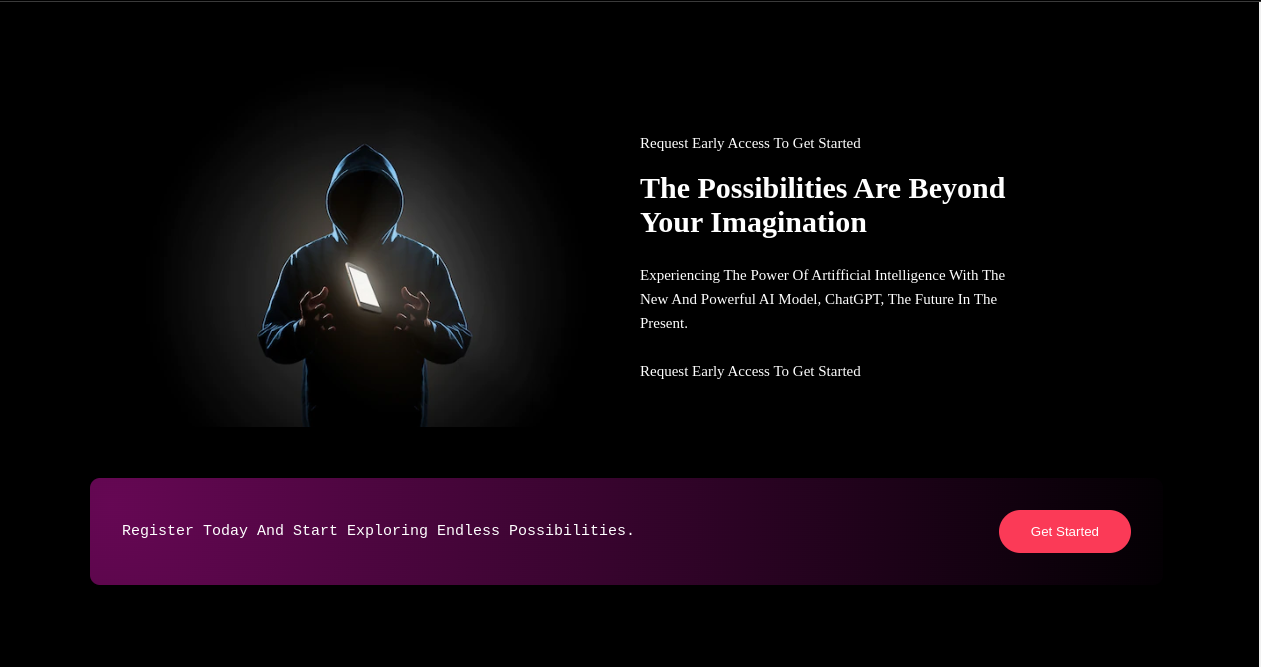 Request Early Access To Get Started
The Possibilities Are Beyond
Your Imagination
Experiencing The Power Of Artifficial Intelligence With The
New And Powerful AI Model, ChatGPT, The Future In The
Present.
Request Early Access To Get Started
Register Today And Start Exploring Endless Possibilities.
Get Started